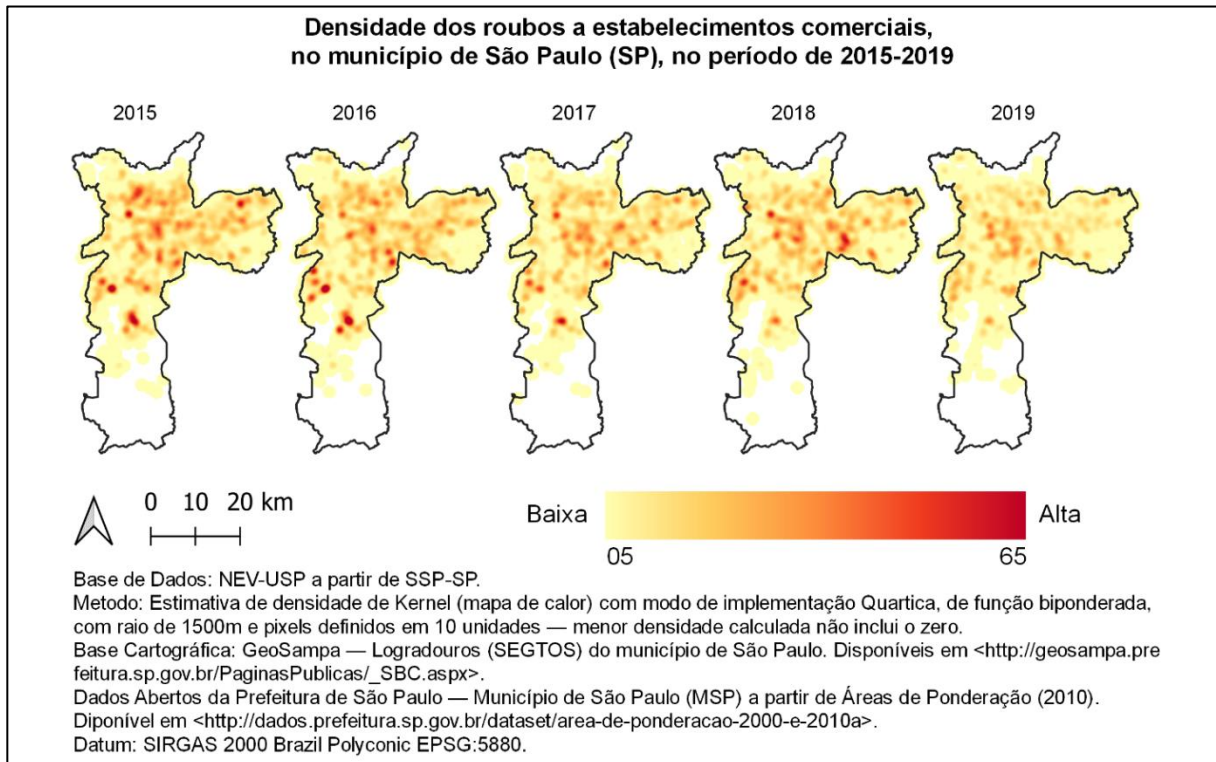 Densidade dos roubos a estabelecimentos comerciais,
no município de São Paulo (SP), no período de 2015-2019
2015 2016 2017 2018 2019
0 10 20 km
Baixa Alta
05 65
Base de Dados: NEV-USP a partir de SSP-SP.
Metodo: Estimativa de densidade de Kernel (mapa de calor) com modo de implementação Quartica, de função biponderada,
com raio de 1500m e pixels definidos em 10 unidades — menor densidade calculada não inclui o zero.
Base Cartográfica: GeoSampa — Logradouros (SEGTOS) do município de São Paulo. Disponíveis em <http://geosampa.pre
feitura.sp.gov.br/PaginasPublicas/_SBC.aspx>.
Dados Abertos da Prefeitura de São Paulo — Município de São Paulo (MSP) a partir de Áreas de Ponderação (2010).
Diponível em <http://dados.prefeitura.sp.gov.br/dataset/area-de-ponderacao-2000-e-2010a>.
Datum: SIRGAS 2000 Brazil Polyconic EPSG:5880.